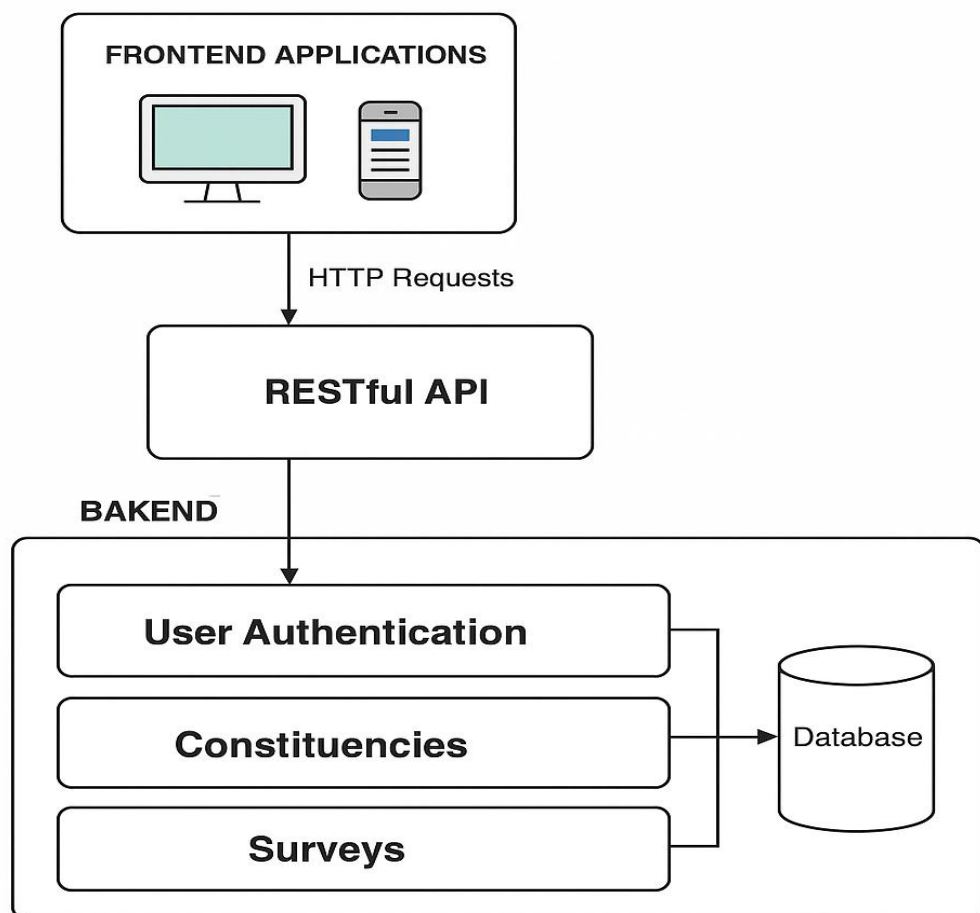 FRONTEND APPLICATIONS
HTTP Requests
RESTful API
BAKEND
User Authentication
Constituencies
Database
Surveys